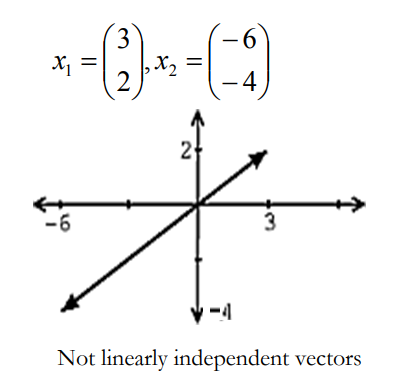 x₁ = (3 2), x₂ = (−6 −4)
2
-6 3
-4
Not linearly independent vectors